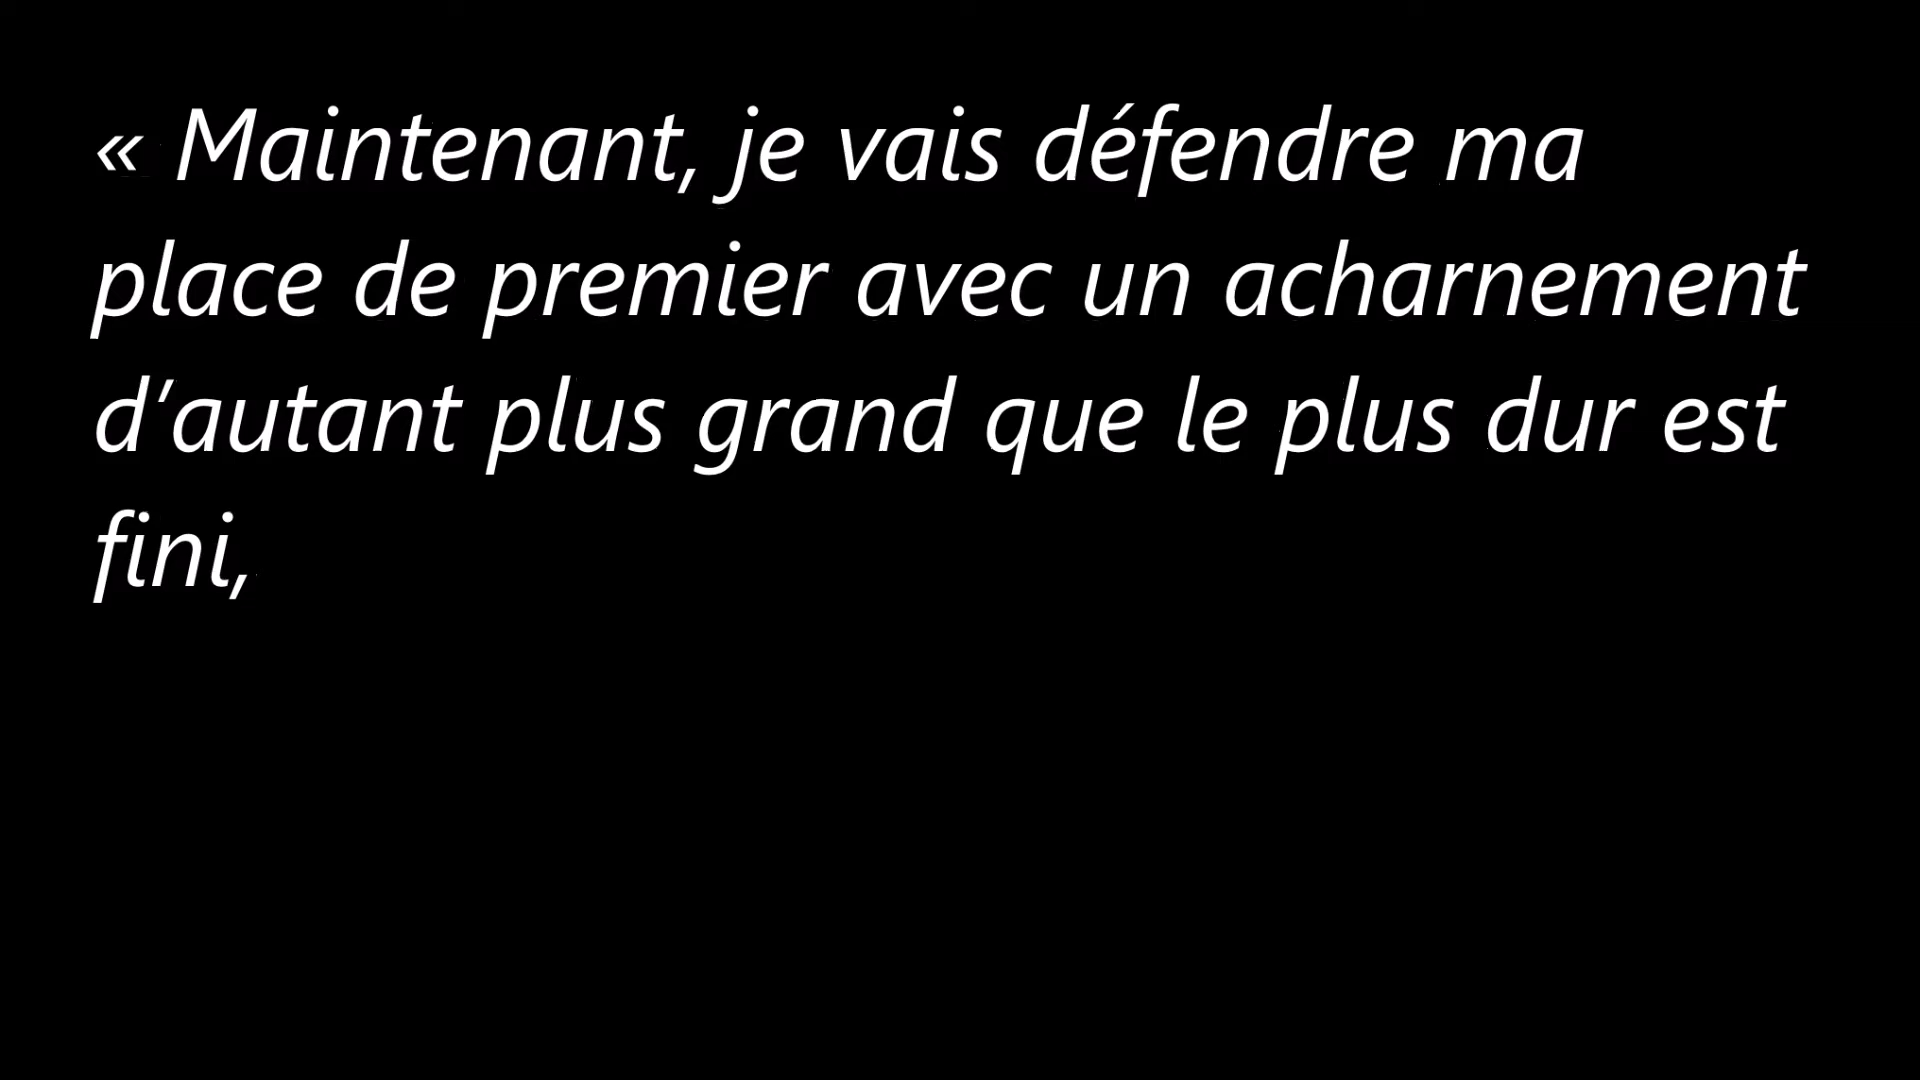 « Maintenant, je vais défendre ma
place de premier avec un acharnement
d’autant plus grand que le plus dur est
fini,